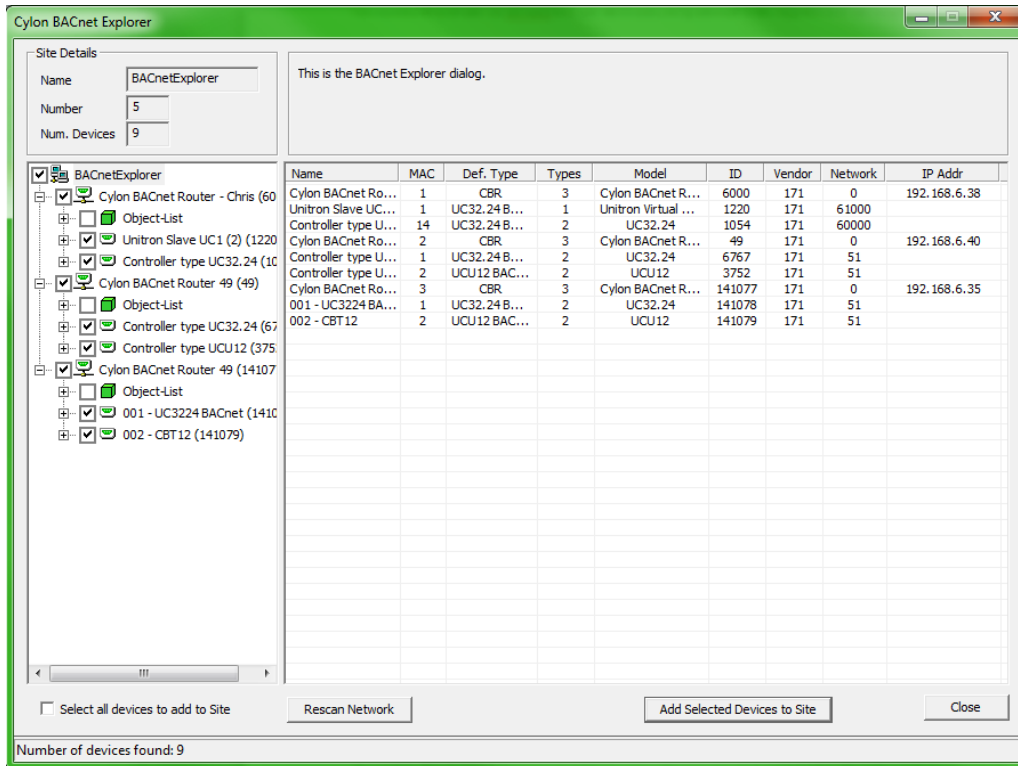 Cylon BACnet Explorer
Site Details
Name BACnetExplorer
Number 5
Num. Devices 9
This is the BACnet Explorer dialog.
BACnetExplorer
Cylon BACnet Router - Chris (60
Object-List
Unitron Slave UC1 (2) (1220
Controller type UC32.24 (10
Cylon BACnet Router 49 (49)
Object-List
Controller type UC32.24 (67
Controller type UCU12 (375
Cylon BACnet Router 49 (14107
Object-List
001 - UC3224 BACnet (1410
002 - CBT12 (141079)
Name MAC Def. Type Types Model ID Vendor Network IP Addr
Cylon BACnet Ro... 1 CBR 3 Cylon BACnet R... 6000 171 0 192.168.6.38
Unitron Slave UC... 1 UC32.24 B... 1 Unitron Virtual ... 1220 171 61000
Controller type U... 14 UC32.24 B... 2 UC32.24 1054 171 60000
Cylon BACnet Ro... 2 CBR 3 Cylon BACnet R... 49 171 0 192.168.6.40
Controller type U... 1 UC32.24 B... 2 UC32.24 6767 171 51
Controller type U... 2 UCU12 BAC... 2 UCU12 3752 171 51
Cylon BACnet Ro... 3 CBR 3 Cylon BACnet R... 141077 171 0 192.168.6.35
001 - UC3224 BA... 1 UC32.24 B... 2 UC32.24 141078 171 51
002 - CBT12 2 UCU12 BAC... 2 UCU12 141079 171 51
Select all devices to add to Site
Rescan Network
Add Selected Devices to Site
Close
Number of devices found: 9